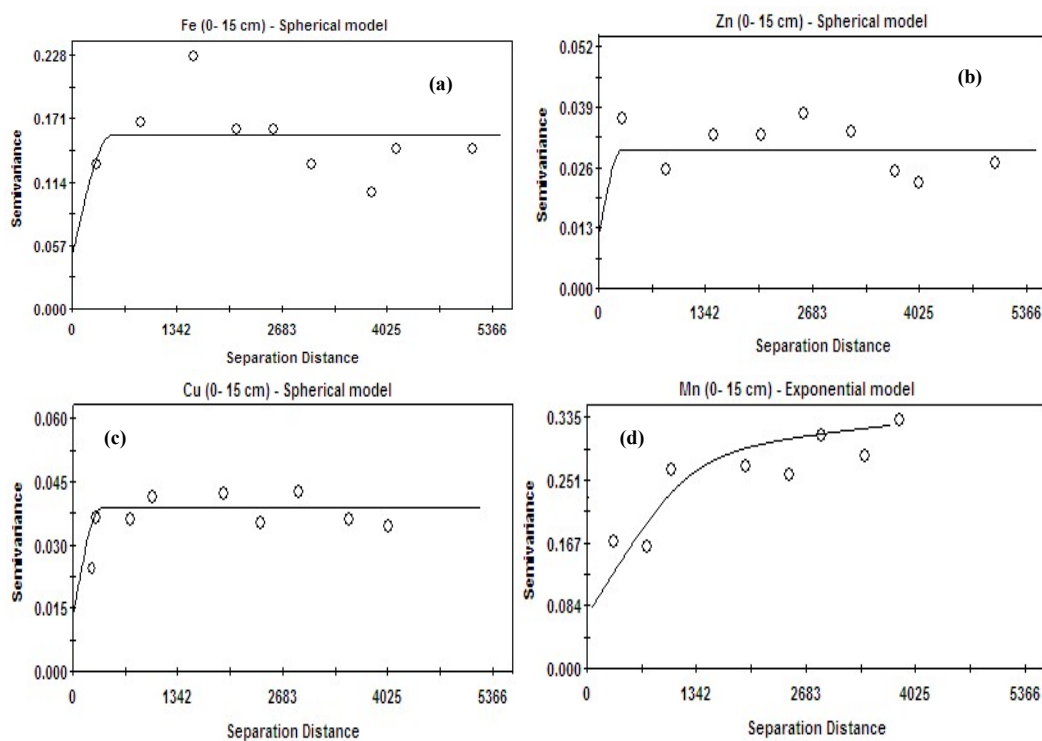 Fe (0- 15 cm) - Spherical model
(a)
Semivariance
0.228
0.171
0.114
0.057
0.000
0 1342 2683 4025 5366
Separation Distance
Zn (0- 15 cm) - Spherical model
(b)
Semivariance
0.052
0.039
0.026
0.013
0.000
0 1342 2683 4025 5366
Separation Distance
Cu (0- 15 cm) - Spherical model
(c)
Semivariance
0.060
0.045
0.030
0.015
0.000
0 1342 2683 4025 5366
Separation Distance
Mn (0- 15 cm) - Exponential model
(d)
Semivariance
0.335
0.251
0.167
0.084
0.000
0 1342 2683 4025 5366
Separation Distance